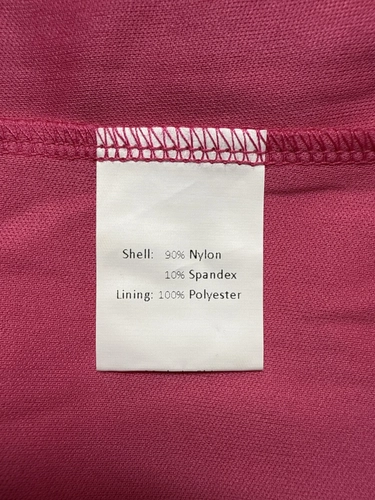 Shell: 90% Nylon
10% Spandex
Lining: 100% Polyester